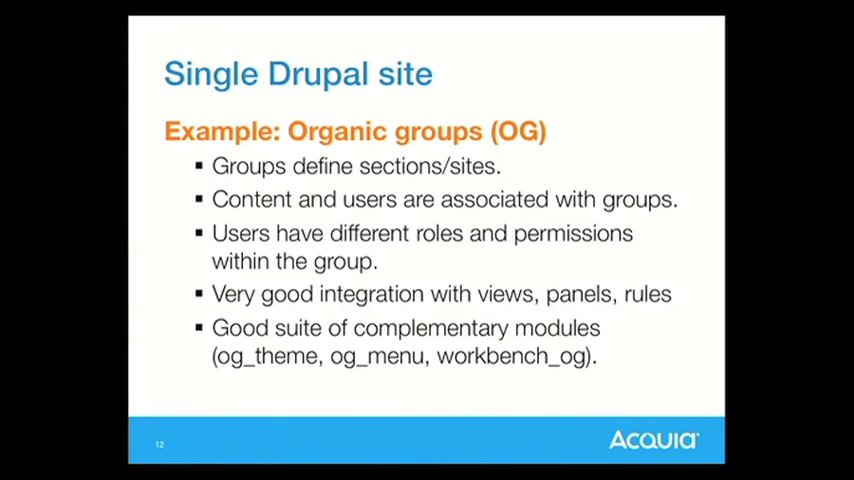 Single Drupal site
Example: Organic groups (OG)
▪ Groups define sections/sites.
▪ Content and users are associated with groups.
▪ Users have different roles and permissions
within the group.
▪ Very good integration with views, panels, rules
▪ Good suite of complementary modules
(og_theme, og_menu, workbench_og).
12
ACQUIA